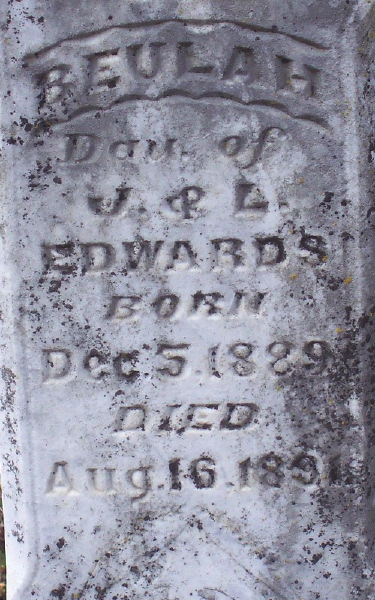 BEULAH
Dau. of
J. & L.
EDWARDS
BORN
Dec 5. 1889
DIED
Aug. 16. 1891